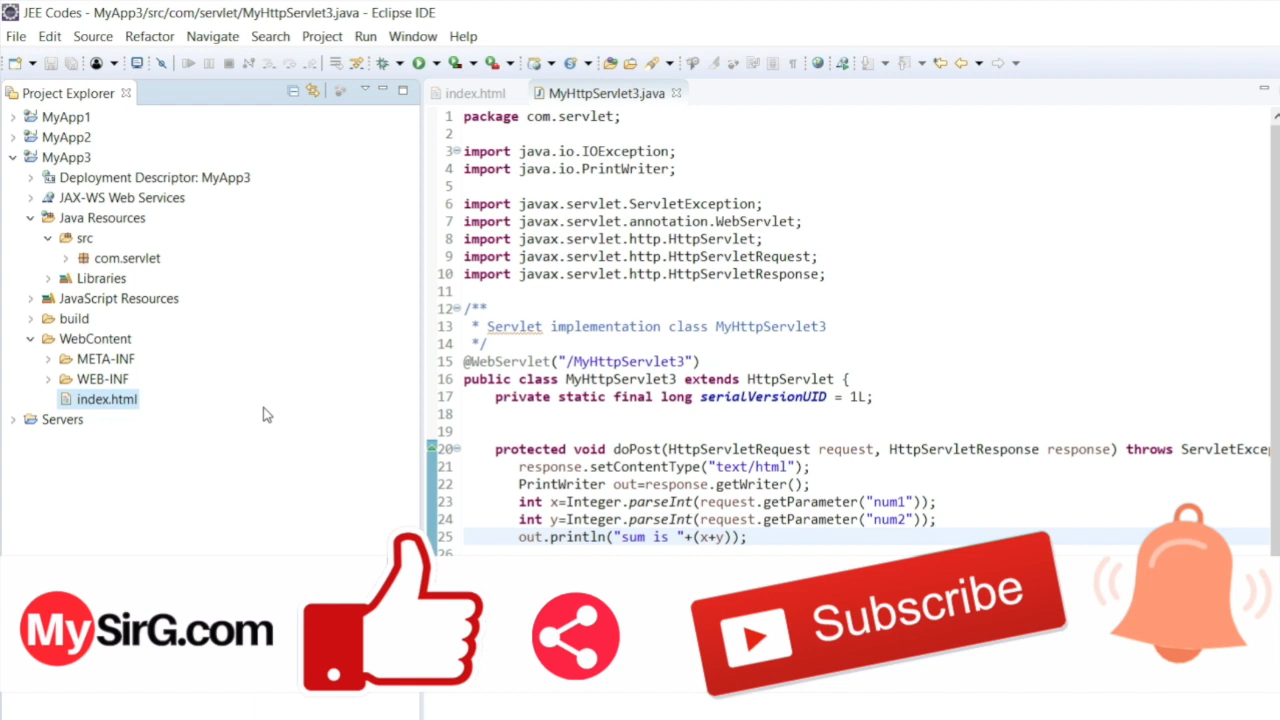 JEE Codes - MyApp3/src/com/servlet/MyHttpServlet3.java - Eclipse IDE
File Edit Source Refactor Navigate Search Project Run Window Help
Project Explorer
MyApp1
MyApp2
MyApp3
Deployment Descriptor: MyApp3
JAX-WS Web Services
Java Resources
src
com.servlet
Libraries
JavaScript Resources
build
WebContent
META-INF
WEB-INF
index.html
Servers
index.html MyHttpServlet3.java
1 package com.servlet;
2
3 import java.io.IOException;
4 import java.io.PrintWriter;
5
6 import javax.servlet.ServletException;
7 import javax.servlet.annotation.WebServlet;
8 import javax.servlet.http.HttpServlet;
9 import javax.servlet.http.HttpServletRequest;
10 import javax.servlet.http.HttpServletResponse;
11
12 /**
13 * Servlet implementation class MyHttpServlet3
14 */
15 @WebServlet("/MyHttpServlet3")
16 public class MyHttpServlet3 extends HttpServlet {
17 private static final long serialVersionUID = 1L;
18
19
20 protected void doPost(HttpServletRequest request, HttpServletResponse response) throws ServletExce
21 response.setContentType("text/html");
22 PrintWriter out=response.getWriter();
23 int x=Integer.parseInt(request.getParameter("num1"));
24 int y=Integer.parseInt(request.getParameter("num2"));
25 out.println("sum is "+(x+y));
26
MySirG.com
Subscribe